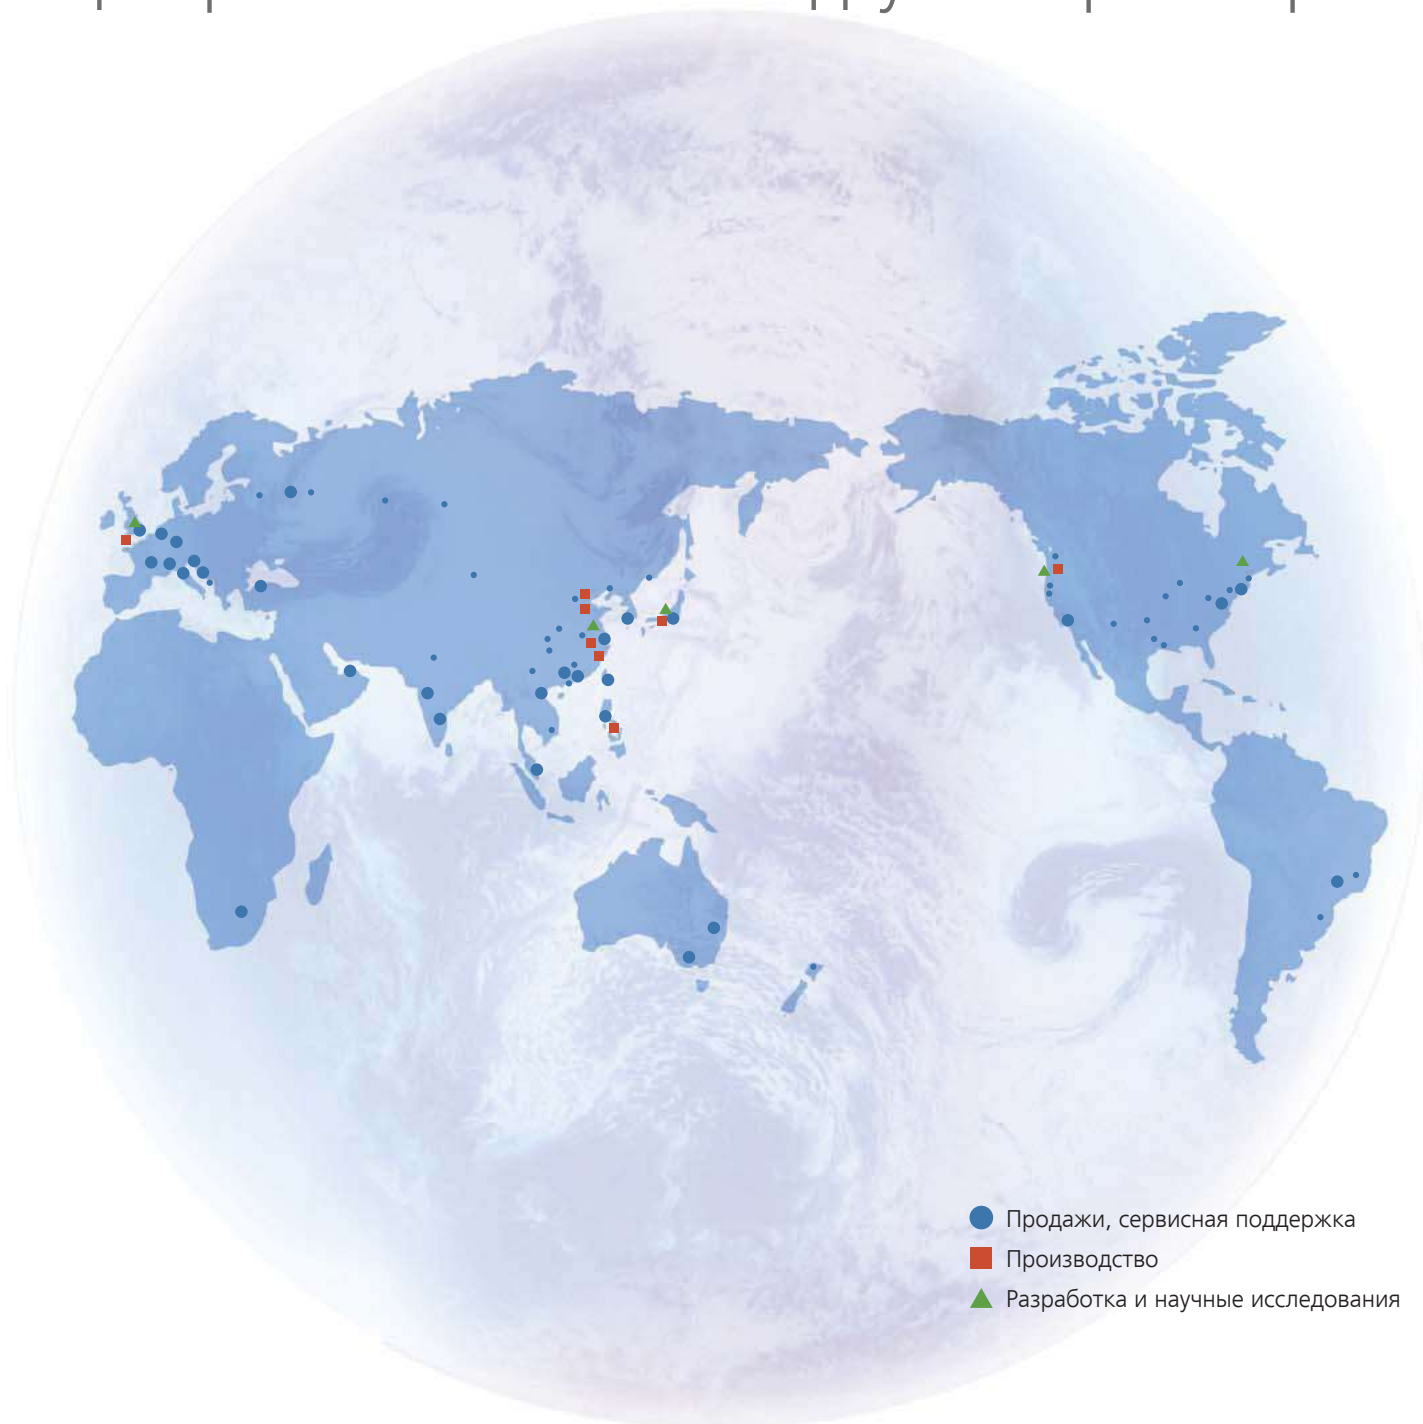 Продажи, сервисная поддержка
Производство
Разработка и научные исследования